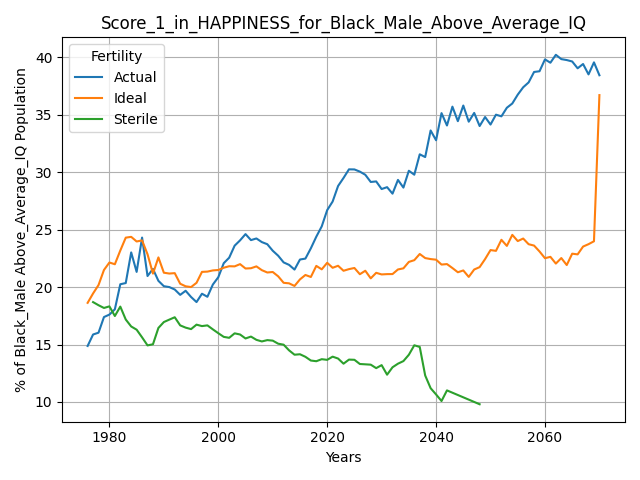 Score_1_in_HAPPINESS_for_Black_Male_Above_Average_IQ
Fertility
Actual
Ideal
Sterile
% of Black_Male Above_Average_IQ Population
40
35
30
25
20
15
10
1980
2000
2020
2040
2060
Years